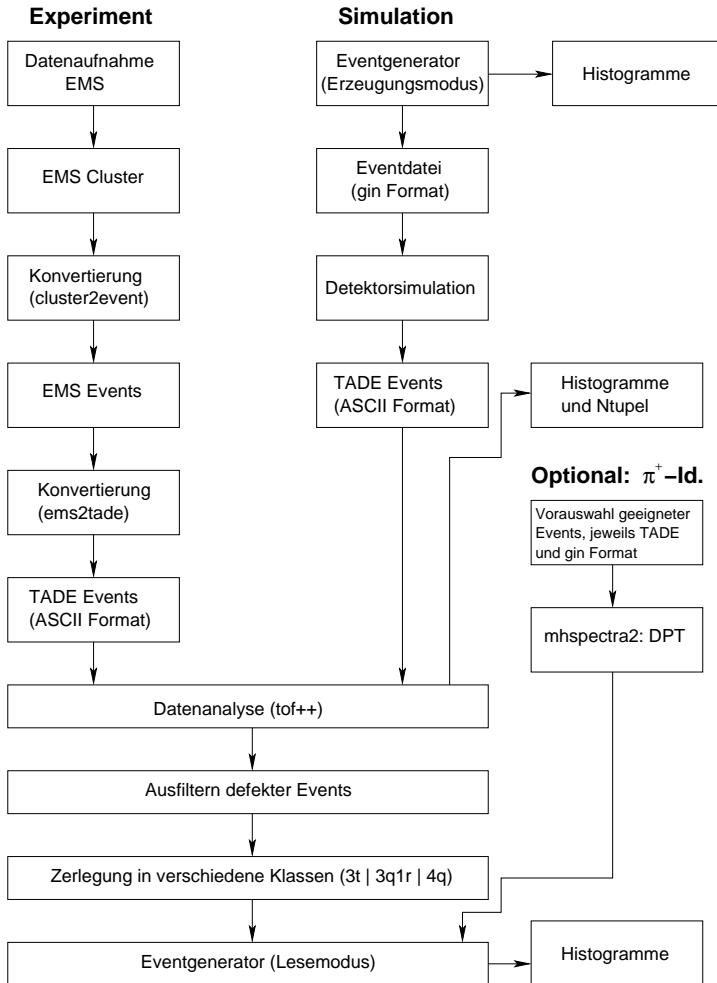 Experiment
Datenaufnahme
EMS
EMS Cluster
Konvertierung
(cluster2event)
EMS Events
Konvertierung
(ems2tade)
TADE Events
(ASCII Format)
Simulation
Eventgenerator
(Erzeugungsmodus)
Histogramme
Eventdatei
(gin Format)
Detektorsimulation
TADE Events
(ASCII Format)
Histogramme
und Ntupel
Optional: π⁺−Id.
Vorauswahl geeigneter
Events, jeweils TADE
und gin Format
mhspectra2: DPT
Datenanalyse (tof++)
Ausfiltern defekter Events
Zerlegung in verschiedene Klassen (3t | 3q1r | 4q)
Eventgenerator (Lesemodus)
Histogramme